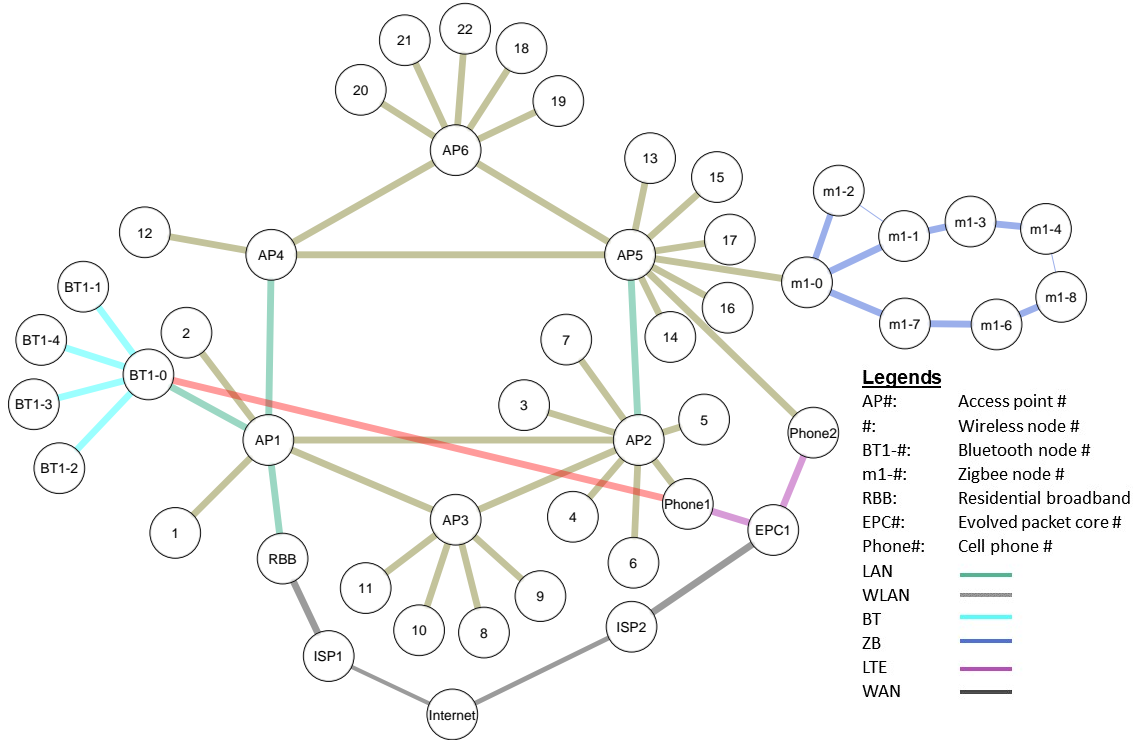 22
21
18
20
19
AP6
13
15
m1-2
m1-3
m1-4
12
17
m1-1
AP4
AP5
m1-0
BT1-1
m1-8
16
m1-7
m1-6
2
14
BT1-4
7
BT1-0
Legends
AP#: Access point #
BT1-3
3
5
#: Wireless node #
Phone2
AP1
AP2
BT1-#: Bluetooth node #
BT1-2
m1-#: Zigbee node #
RBB: Residential broadband
Phone1
4
AP3
EPC#: Evolved packet core #
1
EPC1
Phone#: Cell phone #
RBB
6
LAN
11
9
WLAN
10
8
BT
ISP2
ZB
ISP1
LTE
WAN
Internet